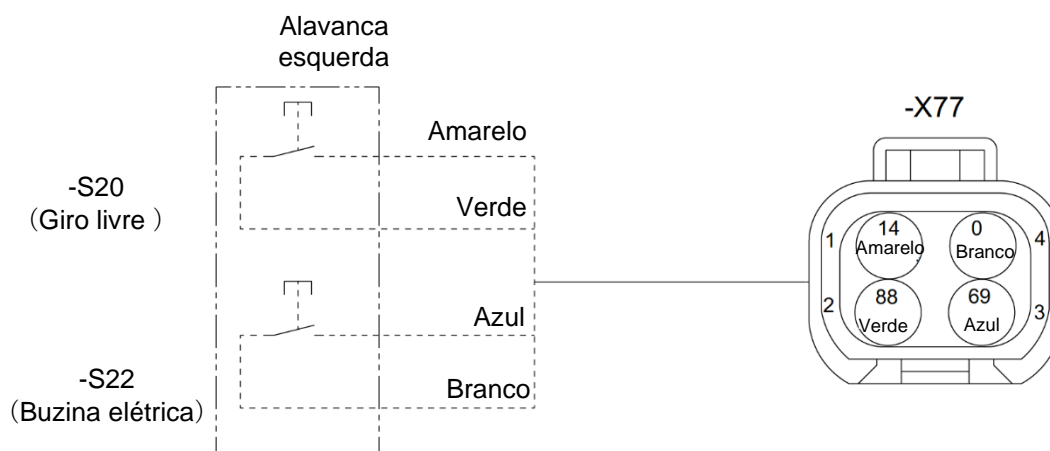 Alavanca
esquerda
-X77
Amarelo
-S20
（Giro livre ）
Verde
14
Amarelo
0
Branco
1
4
88
Verde
69
Azul
2
3
Azul
-S22
（Buzina elétrica）
Branco